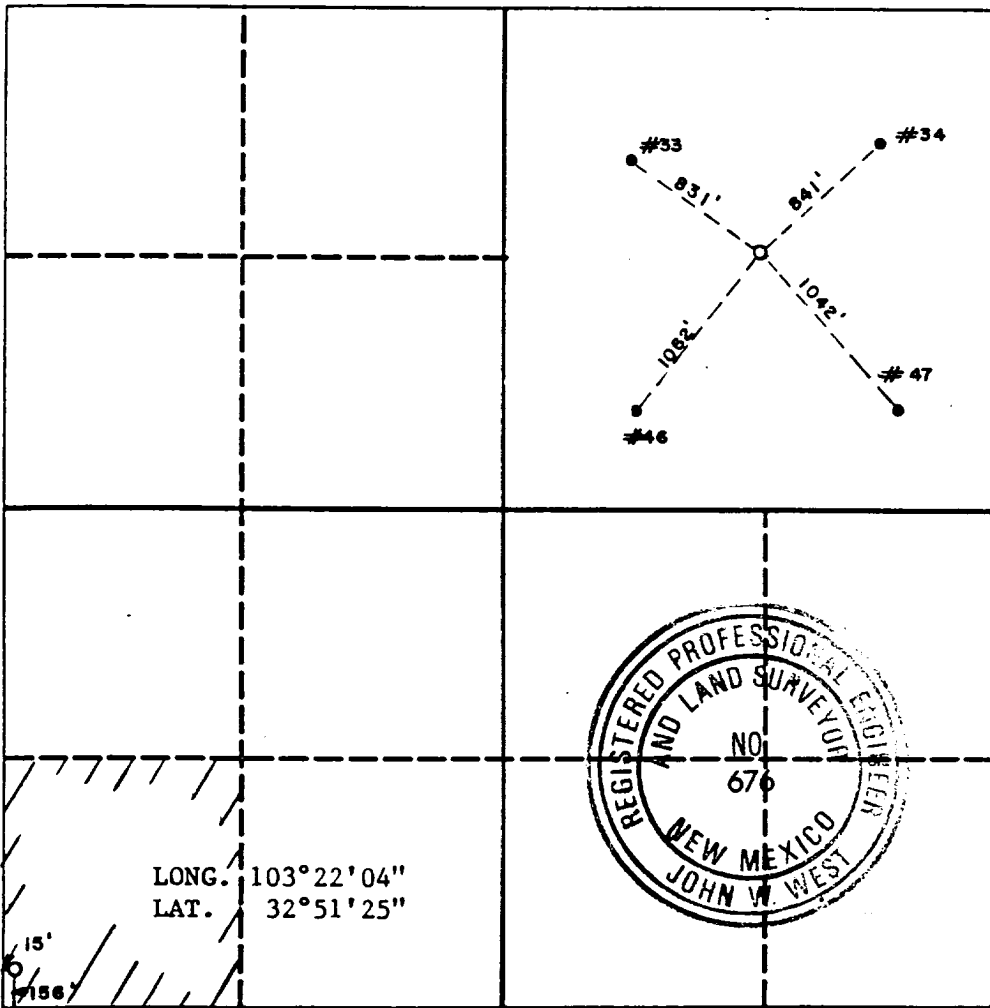 #33
#34
831'
841'
1062'
1042'
#46
#47
REGISTERED PROFESSIONAL ENGINEER
AND LAND SURVEYOR
NO
676
NEW MEXICO
JOHN W. WEST
LONG. 103°22'04"
LAT. 32°51'25"
15'
156'